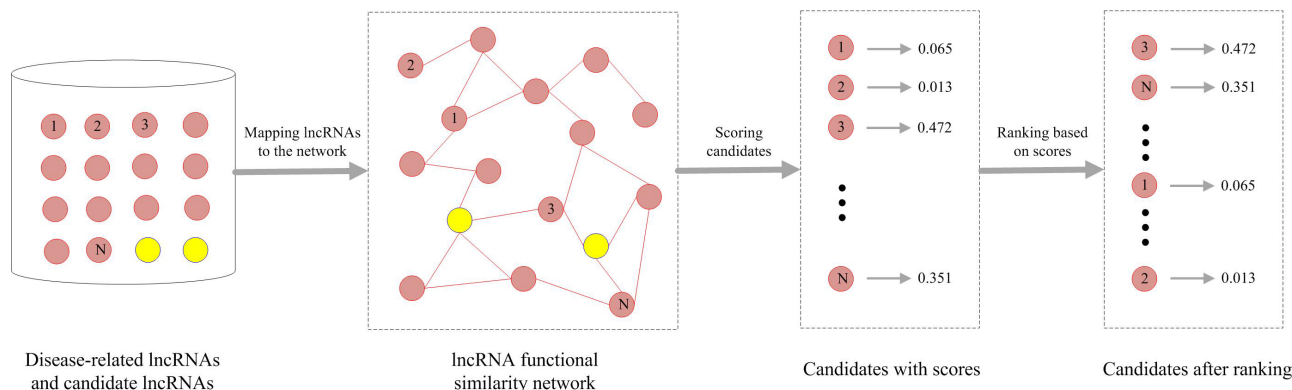 1 2 3
N
Disease-related lncRNAs
and candidate lncRNAs
Mapping lncRNAs
to the network
2
1
3
N
lncRNA functional
similarity network
Scoring
candidates
1 0.065
2 0.013
3 0.472
N 0.351
Candidates with scores
Ranking based
on scores
3 0.472
N 0.351
1 0.065
2 0.013
Candidates after ranking